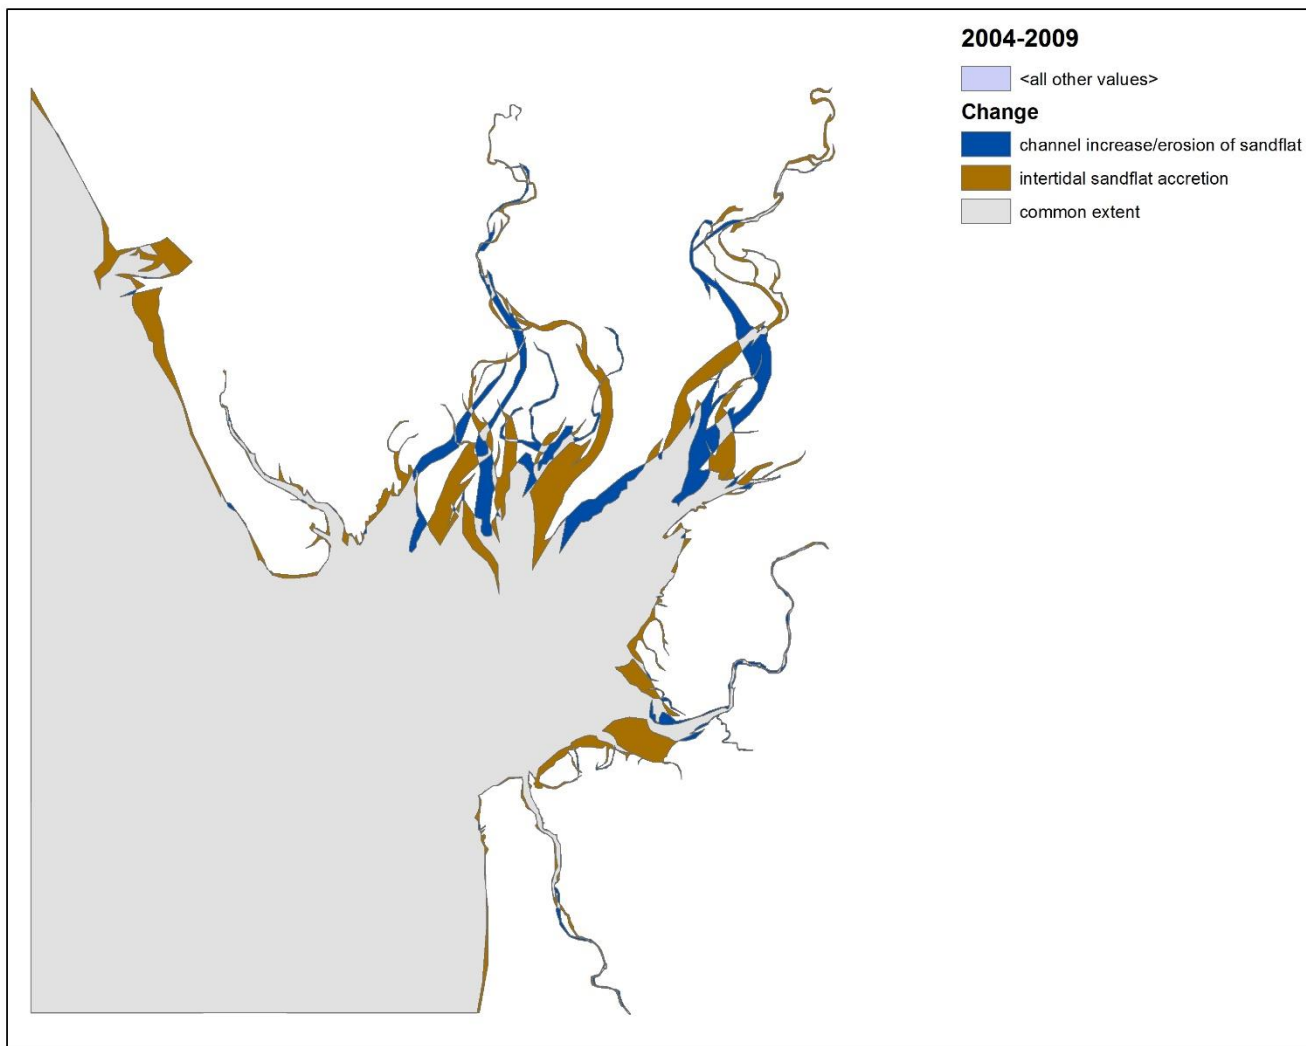 2004-2009
<all other values>
Change
channel increase/erosion of sandflat
intertidal sandflat accretion
common extent